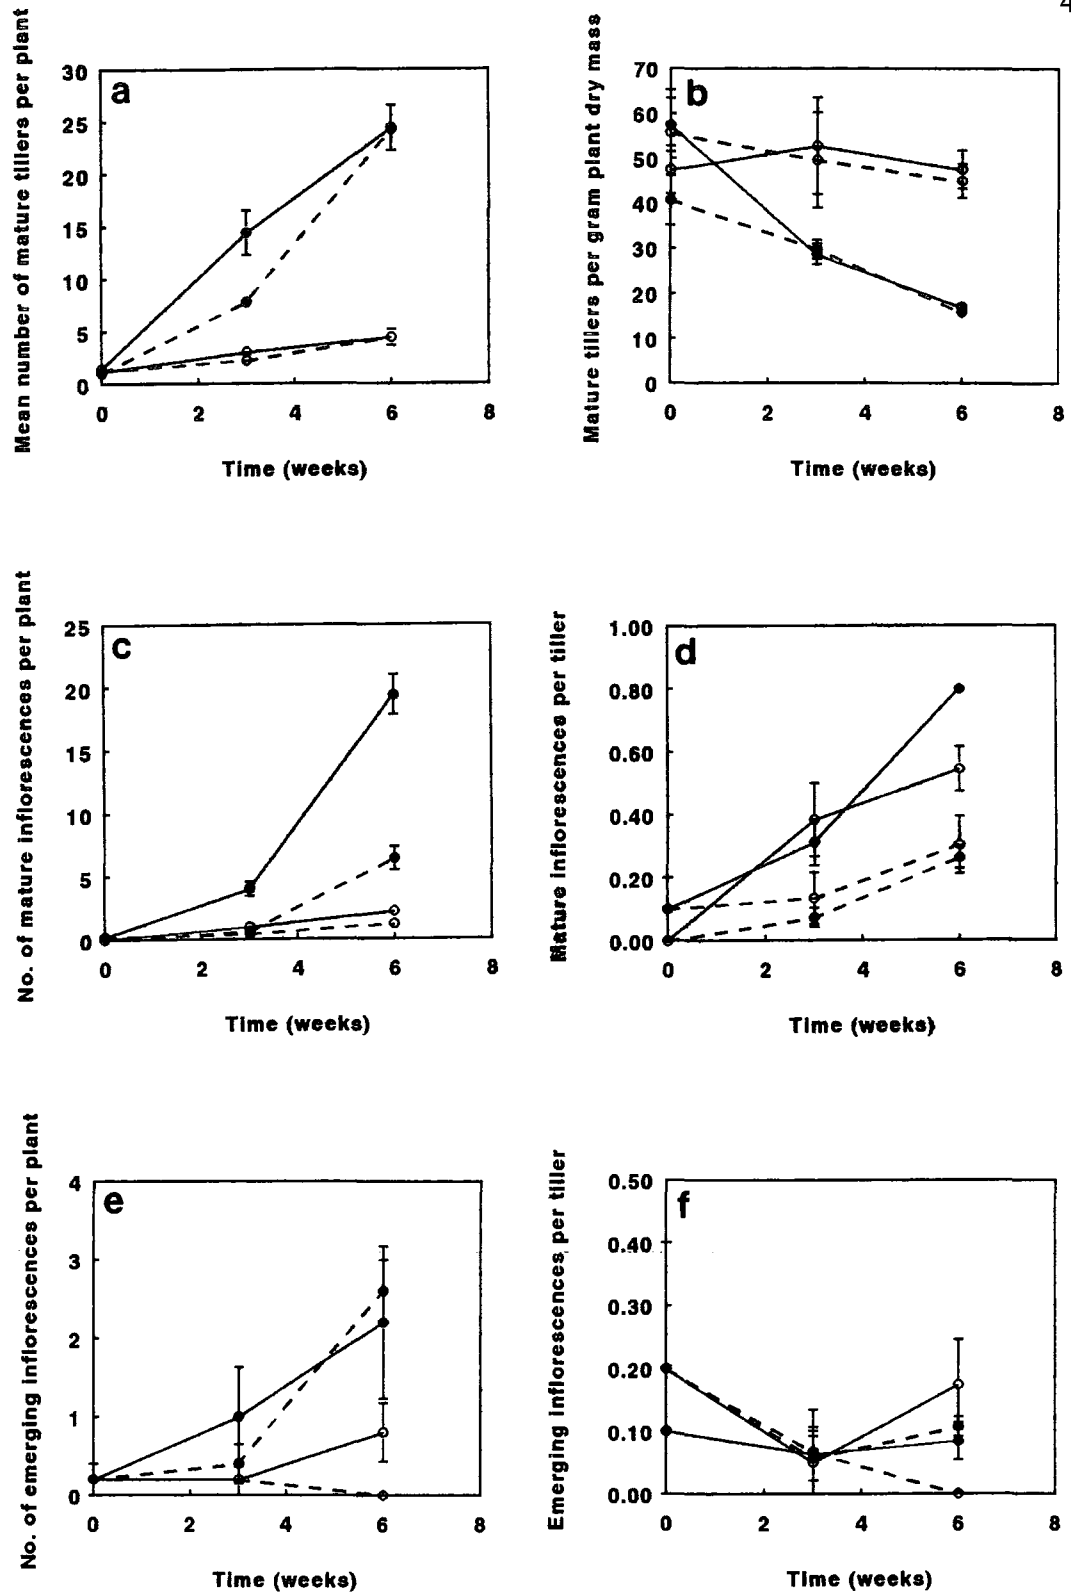 4
Mean number of mature tillers per plant
a
30
25
20
15
10
5
0
0 2 4 6 8
Time (weeks)
Mature tillers per gram plant dry mass
b
70
60
50
40
30
20
10
0
0 2 4 6 8
Time (weeks)
No. of mature inflorescences per plant
c
25
20
15
10
5
0
0 2 4 6 8
Time (weeks)
Mature inflorescences per tiller
d
1.00
0.80
0.60
0.40
0.20
0.00
0 2 4 6 8
Time (weeks)
No. of emerging inflorescences per plant
e
4
3
2
1
0
0 2 4 6 8
Time (weeks)
Emerging inflorescences per tiller
f
0.50
0.40
0.30
0.20
0.10
0.00
0 2 4 6 8
Time (weeks)